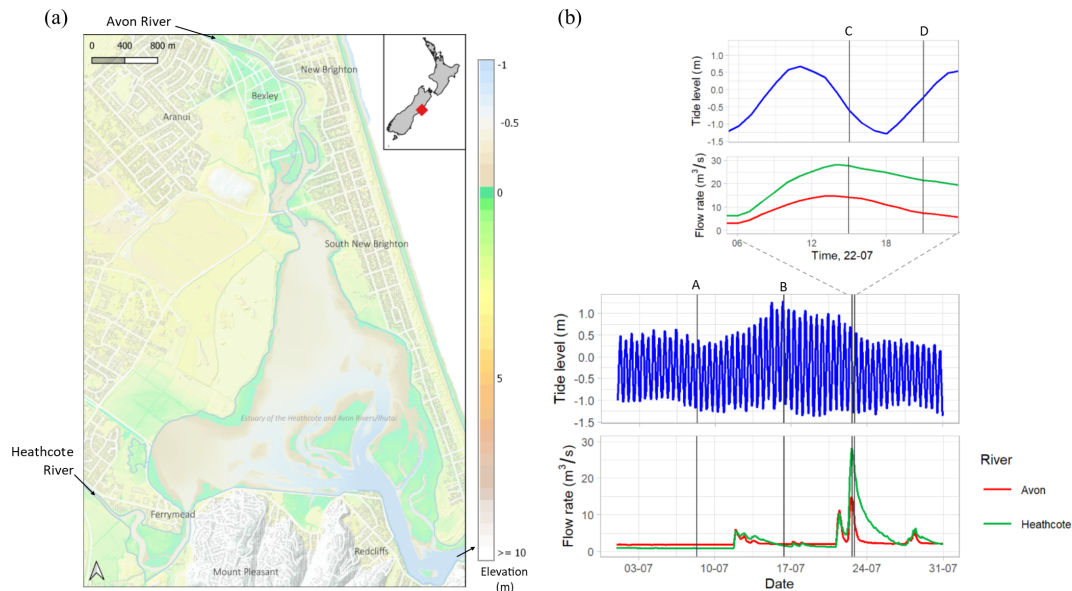 (a)
Avon River
0 400 800 m
New Brighton
Bexley
Aranui
South New Brighton
Estuary of the Heathcote and Avon Rivers/Ihutai
Heathcote
River
Ferrymead
Redcliffs
Mount Pleasant
-1
-0.5
0
5
>= 10
Elevation
(m)
(b)
C D
Tide level (m)
1.0
0.5
0.0
-0.5
-1.0
-1.5
Flow rate (m³/s)
30
20
10
0
06 12 18
Time, 22-07
A B
Tide level (m)
1.0
0.5
0.0
-0.5
-1.0
-1.5
Flow rate (m³/s)
30
20
10
0
03-07 10-07 17-07 24-07 31-07
Date
River
Avon
Heathcote